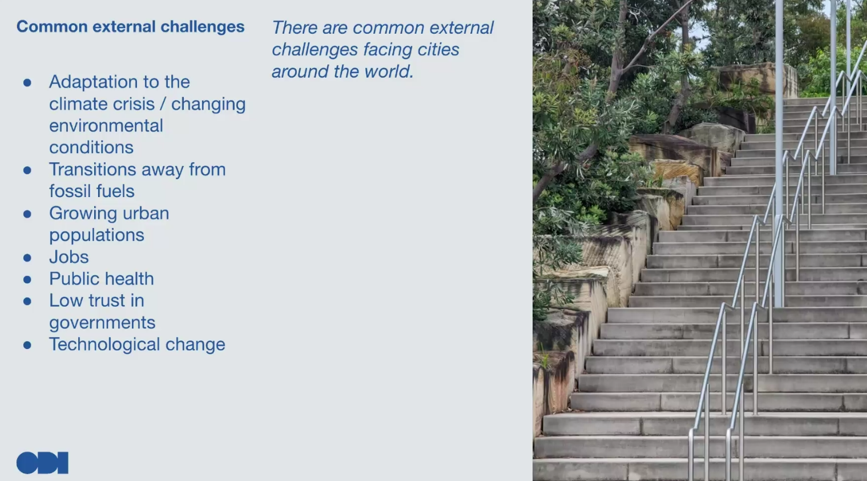 Common external challenges
● Adaptation to the
climate crisis / changing
environmental
conditions
● Transitions away from
fossil fuels
● Growing urban
populations
● Jobs
● Public health
● Low trust in
governments
● Technological change
There are common external
challenges facing cities
around the world.
ODI